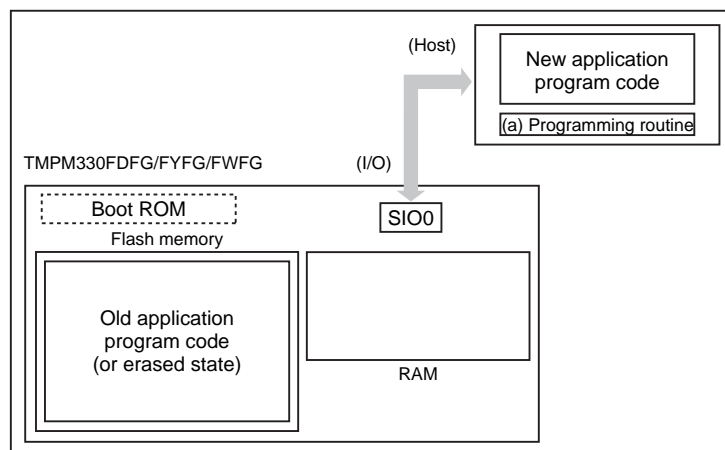 (Host)
New application
program code
(a) Programming routine
TMPM330FDFG/FYFG/FWFG
(I/O)
Boot ROM
SIO0
Flash memory
Old application
program code
(or erased state)
RAM